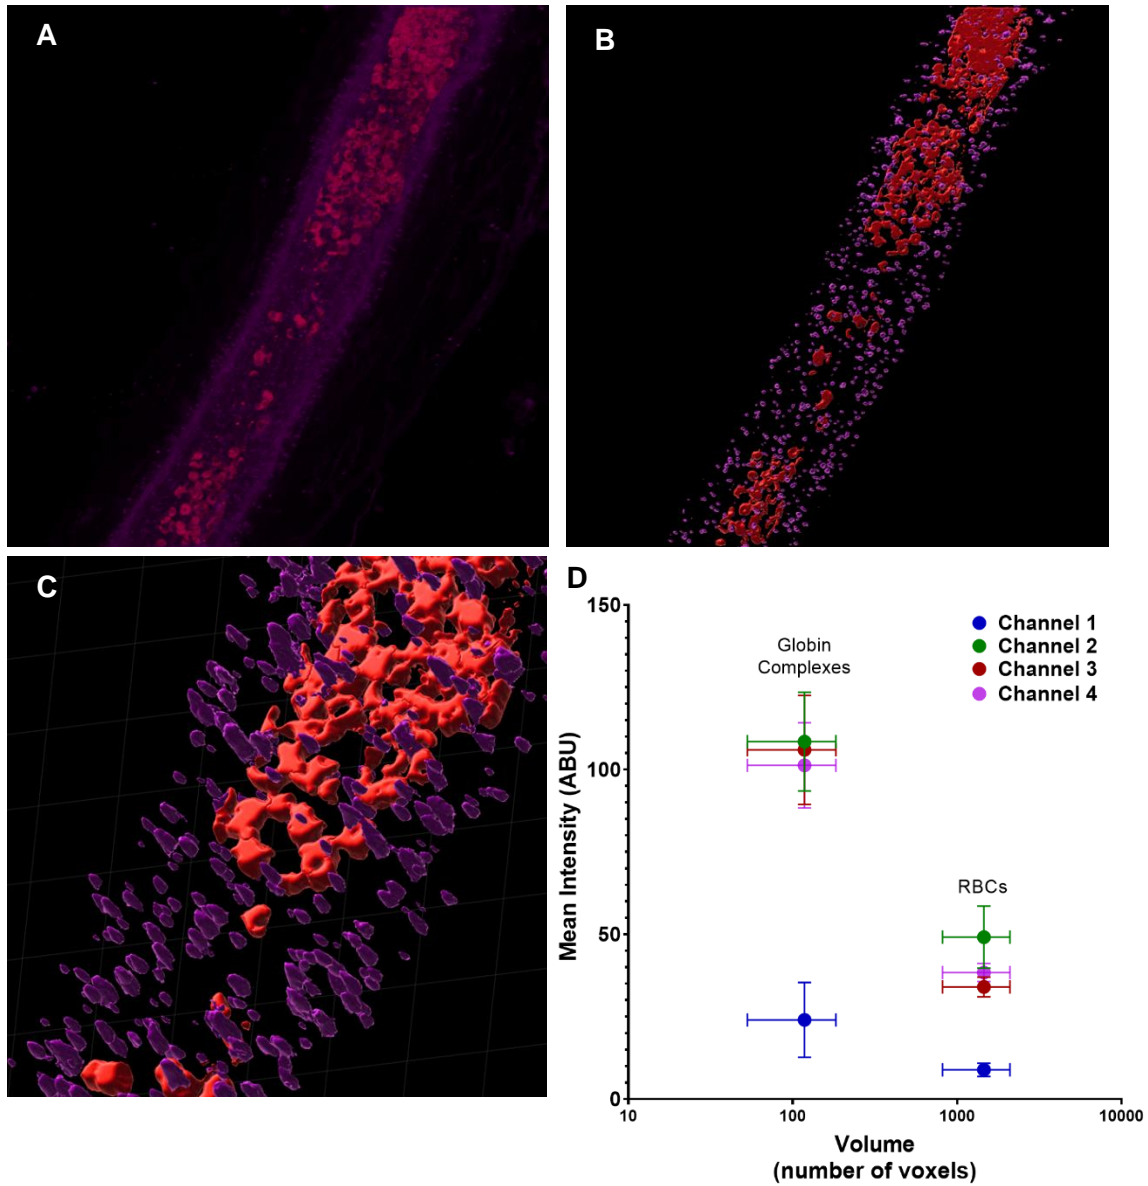 A
B
C
D
150
100
50
0
Mean Intensity (ABU)
Globin
Complexes
RBCs
Channel 1
Channel 2
Channel 3
Channel 4
10
100
1000
10000
Volume
(number of voxels)